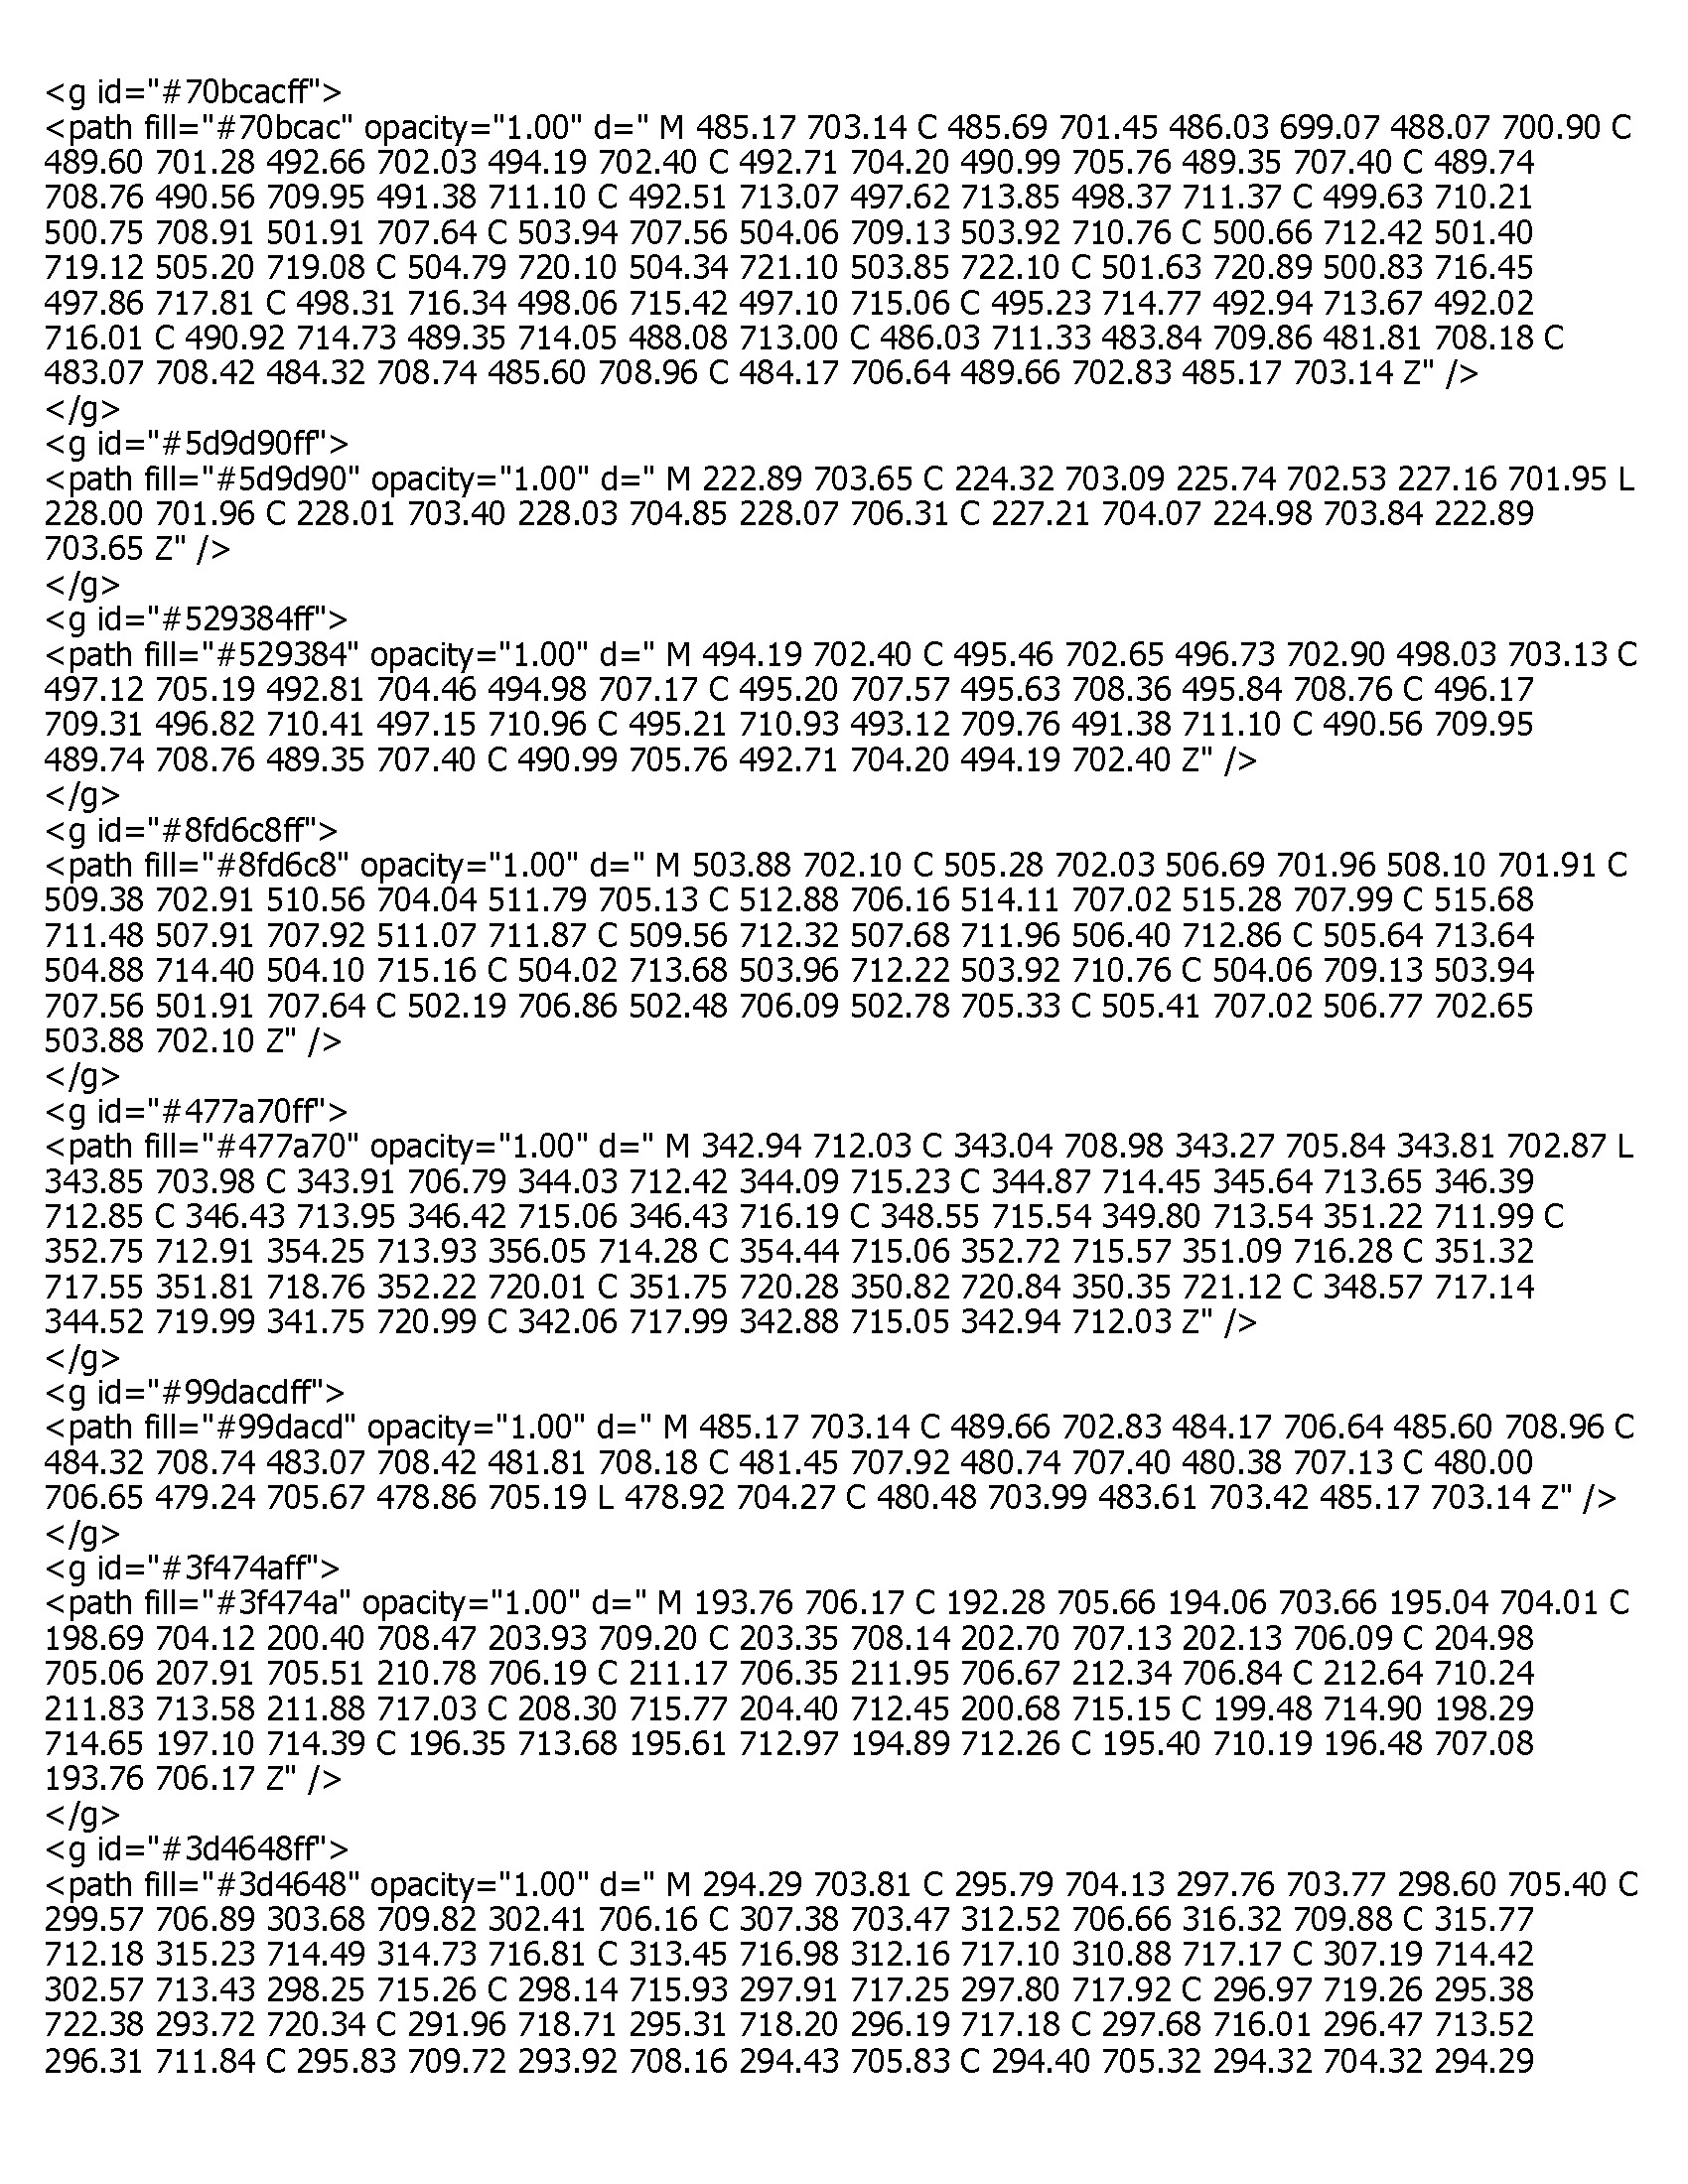 <g id="#70bcacff">
<path fill="#70bcac" opacity="1.00" d=" M 485.17 703.14 C 485.69 701.45 486.03 699.07 488.07 700.90 C
489.60 701.28 492.66 702.03 494.19 702.40 C 492.71 704.20 490.99 705.76 489.35 707.40 C 489.74
708.76 490.56 709.95 491.38 711.10 C 492.51 713.07 497.62 713.85 498.37 711.37 C 499.63 710.21
500.75 708.91 501.91 707.64 C 503.94 707.56 504.06 709.13 503.92 710.76 C 500.66 712.42 501.40
719.12 505.20 719.08 C 504.79 720.10 504.34 721.10 503.85 722.10 C 501.63 720.89 500.83 716.45
497.86 717.81 C 498.31 716.34 498.06 715.42 497.10 715.06 C 495.23 714.77 492.94 713.67 492.02
716.01 C 490.92 714.73 489.35 714.05 488.08 713.00 C 486.03 711.33 483.84 709.86 481.81 708.18 C
483.07 708.42 484.32 708.74 485.60 708.96 C 484.17 706.64 489.66 702.83 485.17 703.14 Z" />
</g>
<g id="#5d9d90ff">
<path fill="#5d9d90" opacity="1.00" d=" M 222.89 703.65 C 224.32 703.09 225.74 702.53 227.16 701.95 L
228.00 701.96 C 228.01 703.40 228.03 704.85 228.07 706.31 C 227.21 704.07 224.98 703.84 222.89
703.65 Z" />
</g>
<g id="#529384ff">
<path fill="#529384" opacity="1.00" d=" M 494.19 702.40 C 495.46 702.65 496.73 702.90 498.03 703.13 C
497.12 705.19 492.81 704.46 494.98 707.17 C 495.20 707.57 495.63 708.36 495.84 708.76 C 496.17
709.31 496.82 710.41 497.15 710.96 C 495.21 710.93 493.12 709.76 491.38 711.10 C 490.56 709.95
489.74 708.76 489.35 707.40 C 490.99 705.76 492.71 704.20 494.19 702.40 Z" />
</g>
<g id="#8fd6c8ff">
<path fill="#8fd6c8" opacity="1.00" d=" M 503.88 702.10 C 505.28 702.03 506.69 701.96 508.10 701.91 C
509.38 702.91 510.56 704.04 511.79 705.13 C 512.88 706.16 514.11 707.02 515.28 707.99 C 515.68
711.48 507.91 707.92 511.07 711.87 C 509.56 712.32 507.68 711.96 506.40 712.86 C 505.64 713.64
504.88 714.40 504.10 715.16 C 504.02 713.68 503.96 712.22 503.92 710.76 C 504.06 709.13 503.94
707.56 501.91 707.64 C 502.19 706.86 502.48 706.09 502.78 705.33 C 505.41 707.02 506.77 702.65
503.88 702.10 Z" />
</g>
<g id="#477a70ff">
<path fill="#477a70" opacity="1.00" d=" M 342.94 712.03 C 343.04 708.98 343.27 705.84 343.81 702.87 L
343.85 703.98 C 343.91 706.79 344.03 712.42 344.09 715.23 C 344.87 714.45 345.64 713.65 346.39
712.85 C 346.43 713.95 346.42 715.06 346.43 716.19 C 348.55 715.54 349.80 713.54 351.22 711.99 C
352.75 712.91 354.25 713.93 356.05 714.28 C 354.44 715.06 352.72 715.57 351.09 716.28 C 351.32
717.55 351.81 718.76 352.22 720.01 C 351.75 720.28 350.82 720.84 350.35 721.12 C 348.57 717.14
344.52 719.99 341.75 720.99 C 342.06 717.99 342.88 715.05 342.94 712.03 Z" />
</g>
<g id="#99dacdff">
<path fill="#99dacd" opacity="1.00" d=" M 485.17 703.14 C 489.66 702.83 484.17 706.64 485.60 708.96 C
484.32 708.74 483.07 708.42 481.81 708.18 C 481.45 707.92 480.74 707.40 480.38 707.13 C 480.00
706.65 479.24 705.67 478.86 705.19 L 478.92 704.27 C 480.48 703.99 483.61 703.42 485.17 703.14 Z" />
</g>
<g id="#3f474aff">
<path fill="#3f474a" opacity="1.00" d=" M 193.76 706.17 C 192.28 705.66 194.06 703.66 195.04 704.01 C
198.69 704.12 200.40 708.47 203.93 709.20 C 203.35 708.14 202.70 707.13 202.13 706.09 C 204.98
705.06 207.91 705.51 210.78 706.19 C 211.17 706.35 211.95 706.67 212.34 706.84 C 212.64 710.24
211.83 713.58 211.88 717.03 C 208.30 715.77 204.40 712.45 200.68 715.15 C 199.48 714.90 198.29
714.65 197.10 714.39 C 196.35 713.68 195.61 712.97 194.89 712.26 C 195.40 710.19 196.48 707.08
193.76 706.17 Z" />
</g>
<g id="#3d4648ff">
<path fill="#3d4648" opacity="1.00" d=" M 294.29 703.81 C 295.79 704.13 297.76 703.77 298.60 705.40 C
299.57 706.89 303.68 709.82 302.41 706.16 C 307.38 703.47 312.52 706.66 316.32 709.88 C 315.77
712.18 315.23 714.49 314.73 716.81 C 313.45 716.98 312.16 717.10 310.88 717.17 C 307.19 714.42
302.57 713.43 298.25 715.26 C 298.14 715.93 297.91 717.25 297.80 717.92 C 296.97 719.26 295.38
722.38 293.72 720.34 C 291.96 718.71 295.31 718.20 296.19 717.18 C 297.68 716.01 296.47 713.52
296.31 711.84 C 295.83 709.72 293.92 708.16 294.43 705.83 C 294.40 705.32 294.32 704.32 294.29